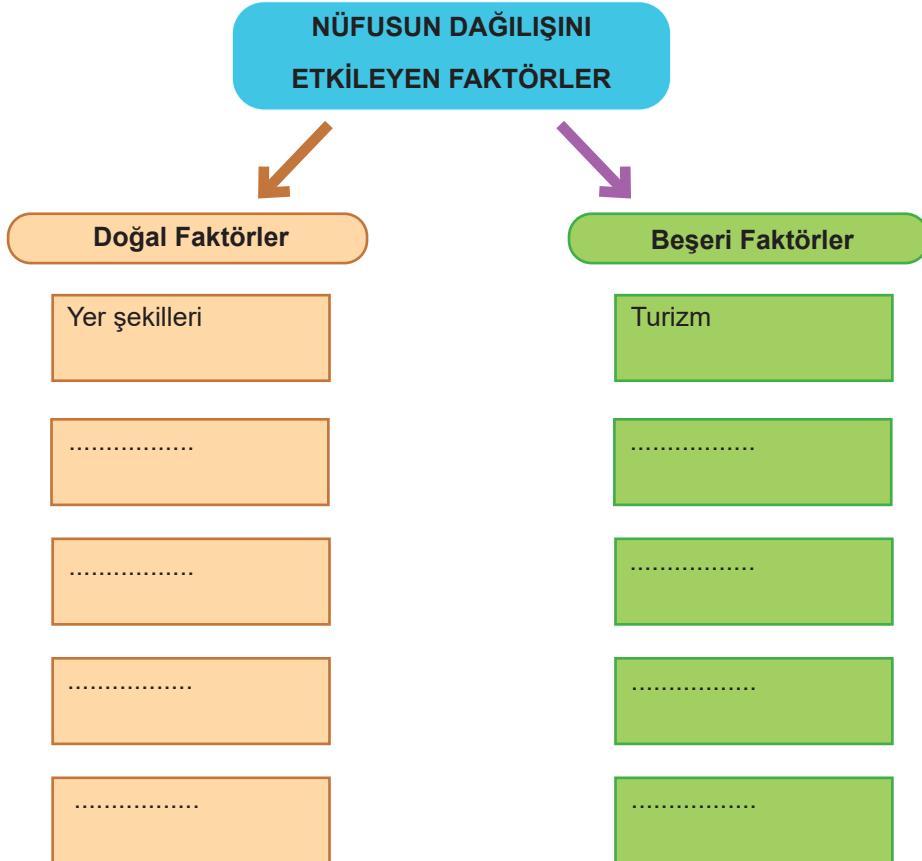 NÜFUSUN DAĞILIŞINI
ETKİLEYEN FAKTÖRLER
Doğal Faktörler
Beşeri Faktörler
Yer şekilleri
Turizm
.................
.................
.................
.................
.................
.................
.................
.................